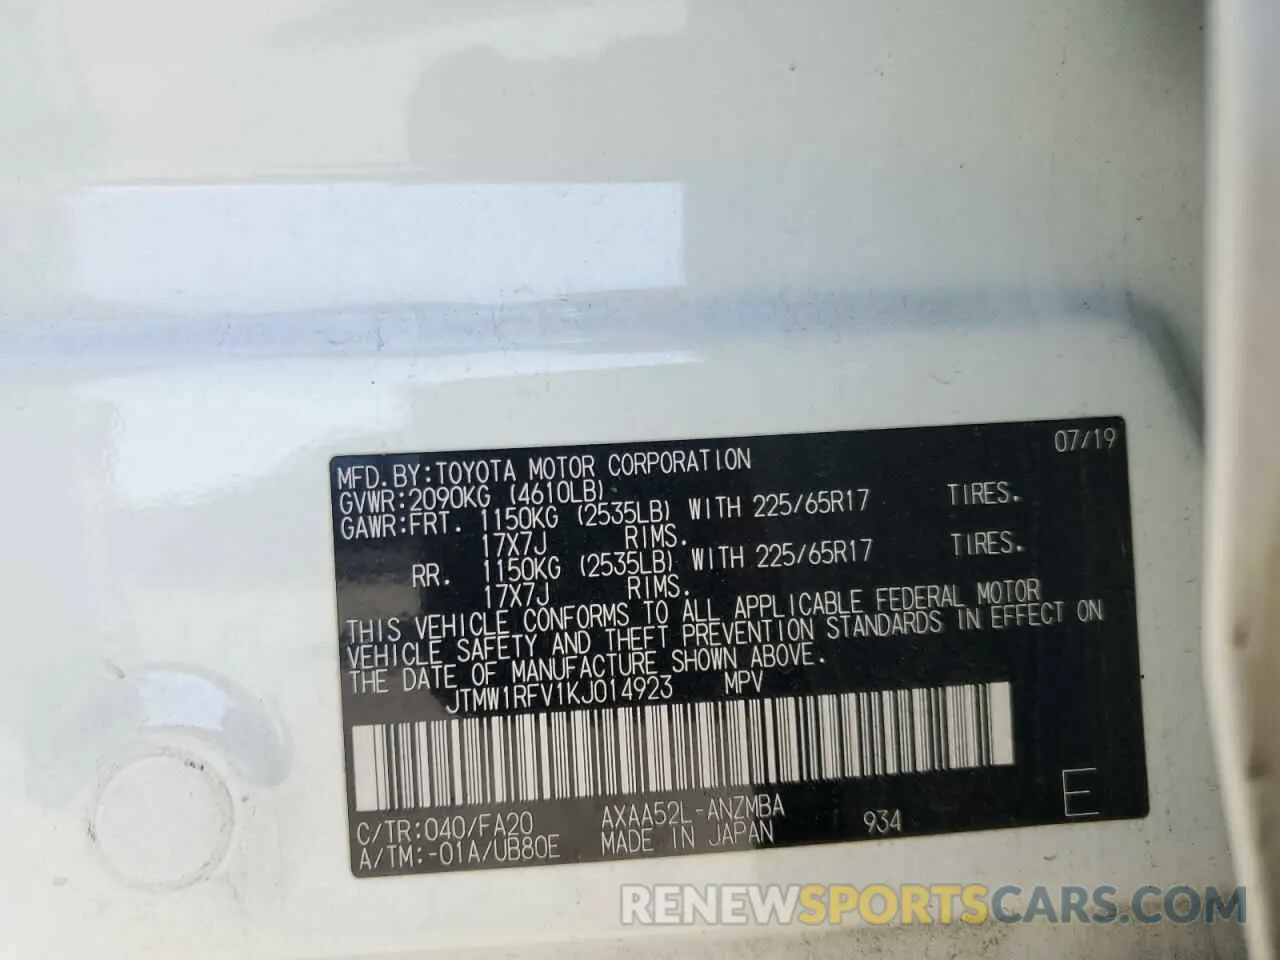 07/19
MFD.BY:TOYOTA MOTOR CORPORATION
GVWR:2090KG (4610LB)
GAWR:FRT. 1150KG (2535LB) WITH 225/65R17 TIRES.
17X7J RIMS.
RR. 1150KG (2535LB) WITH 225/65R17 TIRES.
17X7J RIMS.
THIS VEHICLE CONFORMS TO ALL APPLICABLE FEDERAL MOTOR
VEHICLE SAFETY AND THEFT PREVENTION STANDARDS IN EFFECT ON
THE DATE OF MANUFACTURE SHOWN ABOVE.
JTMW1RFV1KJ014923 MPV
C/TR:040/FA20 AXAA52L-ANZMBA 934 E
A/TM:-01A/UB80E MADE IN JAPAN
RENEWSPORTSCARS.COM